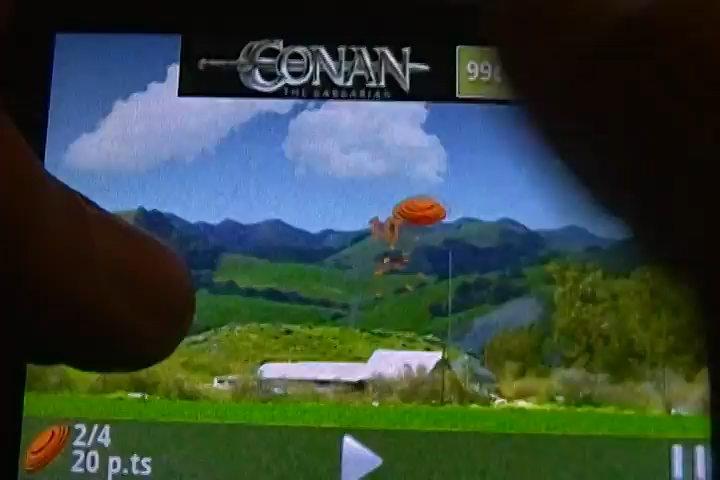 CONAN
THE BARBARIAN
99¢
2/4
20 p.ts